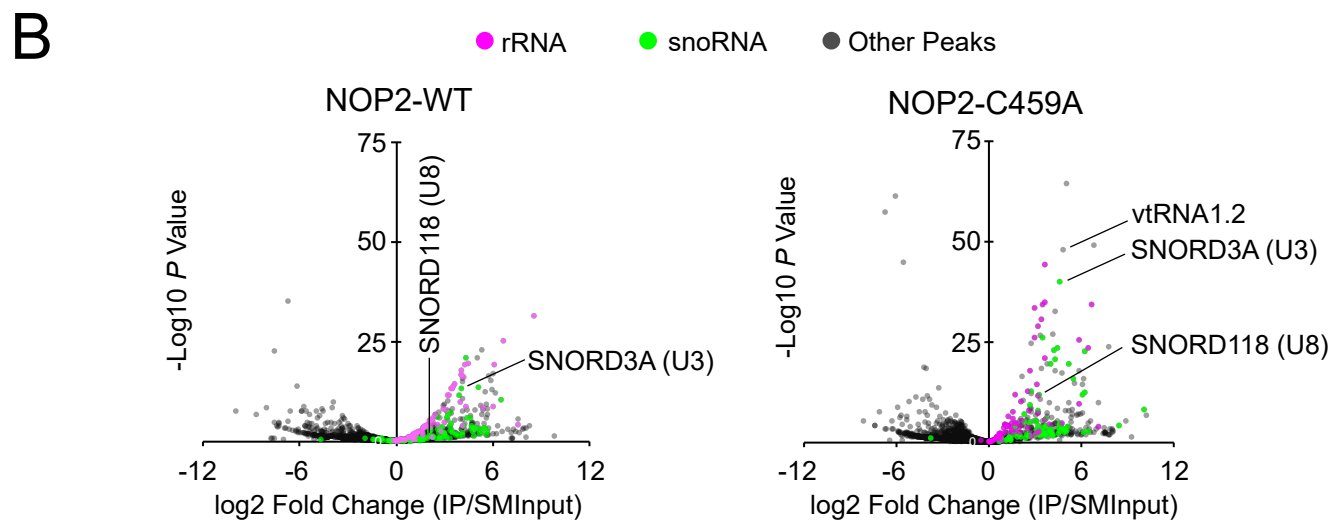 B
rRNA snoRNA Other Peaks
NOP2-WT
-Log10 P Value
75
50
25
SNORD118 (U8)
SNORD3A (U3)
0
-12 -6 0 6 12
log2 Fold Change (IP/SMInput)
NOP2-C459A
-Log10 P Value
75
50
25
vtRNA1.2
SNORD3A (U3)
SNORD118 (U8)
0
-12 -6 0 6 12
log2 Fold Change (IP/SMInput)